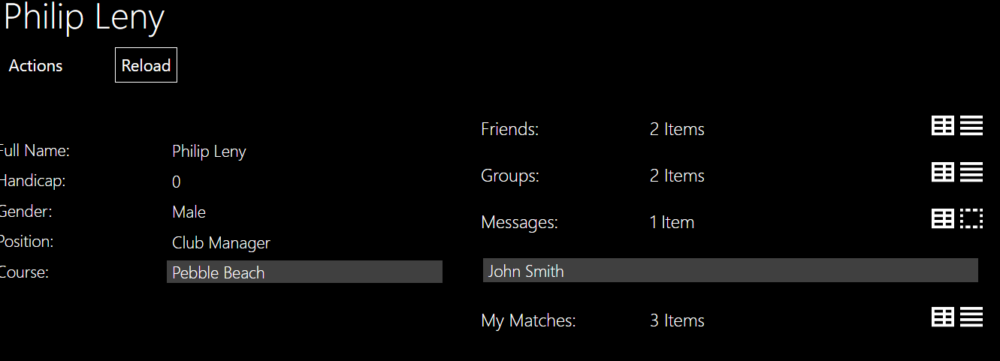 Philip Leny
Actions Reload
Full Name: Philip Leny
Handicap: 0
Gender: Male
Position: Club Manager
Course: Pebble Beach
Friends: 2 Items
Groups: 2 Items
Messages: 1 Item
John Smith
My Matches: 3 Items